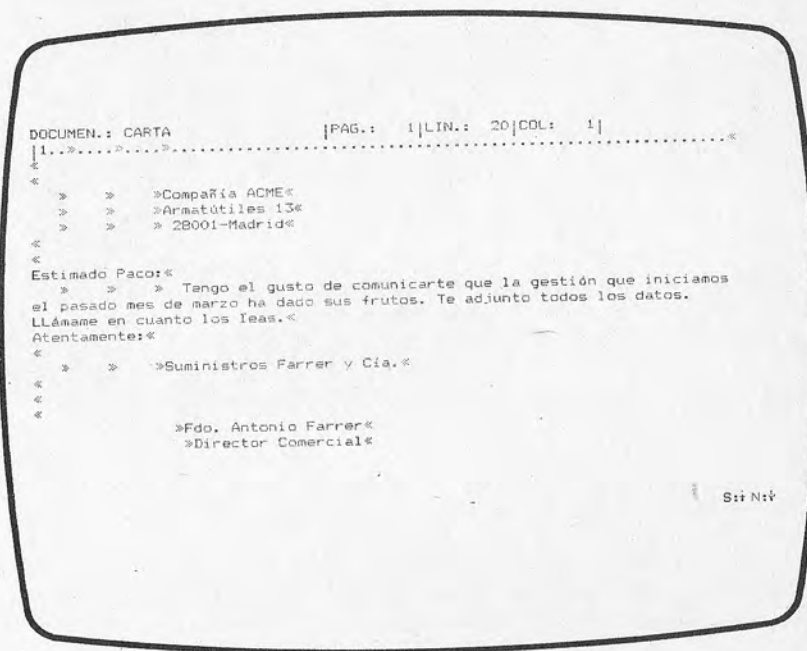 DOCUMEN.: CARTA |PAG.: 1|LIN.: 20|COL: 1|
|1..»....»....»..............................................................«
«
«
» » »Compañía ACME«
» » »Armatútiles 13«
» » » 28001-Madrid«
«
«
Estimado Paco:«
» » » Tengo el gusto de comunicarte que la gestión que iniciamos
el pasado mes de marzo ha dado sus frutos. Te adjunto todos los datos.
LLámame en cuanto los leas.«
Atentamente:«
«
» » »Suministros Farrer y Cía.«
«
«
«
»Fdo. Antonio Farrer«
»Director Comercial«